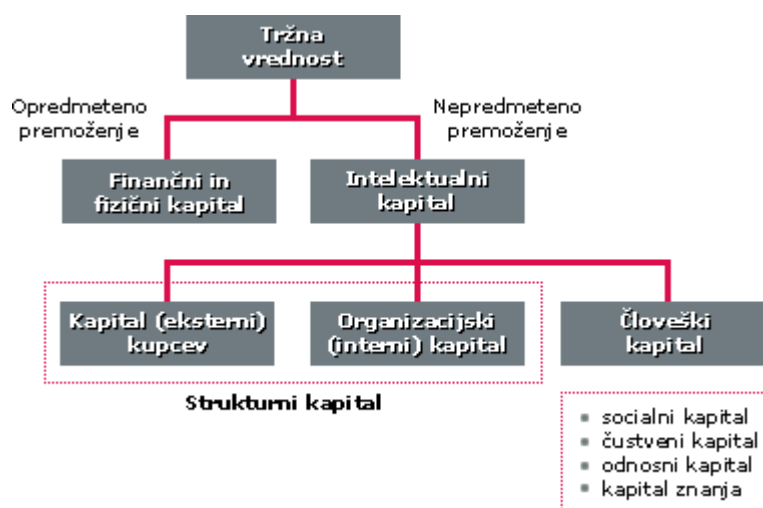 Tržna
vrednost
Opredmeteno
premoženje
Nepredmeteno
premoženje
Finančni in
fizični kapital
Intelektualni
kapital
Kapital (eksterni)
kupcev
Organizacijski
(interni) kapital
Človeški
kapital
Strukturni kapital
socialni kapital
čustveni kapital
odnosni kapital
kapital znanja